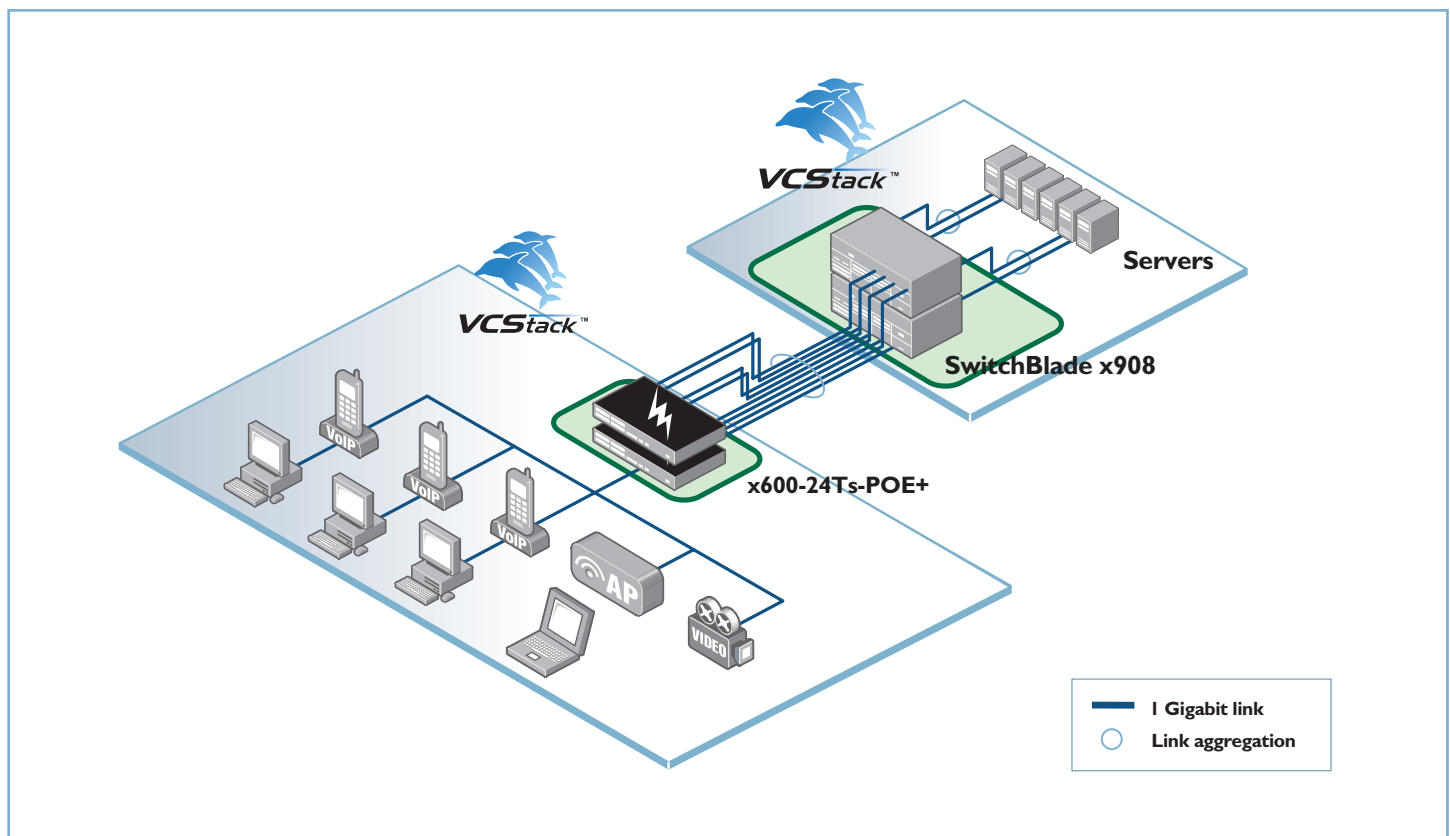 VCStack™
Servers
SwitchBlade x908
VCStack™
x600-24Ts-POE+
VoIP
VoIP
VoIP
AP
VIDEO
1 Gigabit link
Link aggregation